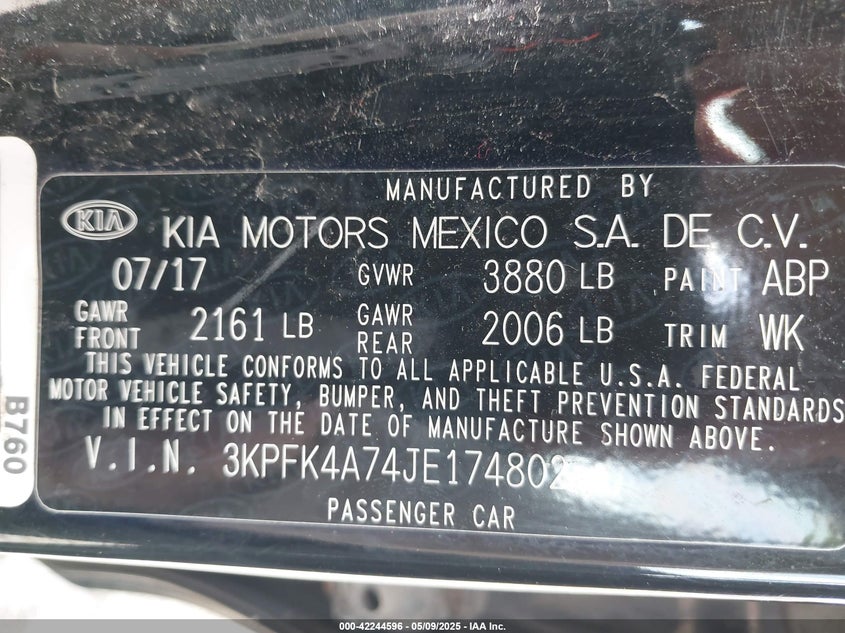 MANUFACTURED BY
KIA KIA MOTORS MEXICO S.A. DE. C.V.
07/17 GVWR 3880 LB PAINT ABP
GAWR FRONT 2161 LB GAWR REAR 2006 LB TRIM WK
THIS VEHICLE CONFORMS TO ALL APPLICABLE U.S.A. FEDERAL
MOTOR VEHICLE SAFETY, BUMPER, AND THEFT PREVENTION STANDARDS
IN EFFECT ON THE DATE OF MANUFACTURE SHOWN ABOVE.
V.I.N. 3KPFK4A74JE174802
PASSENGER CAR
B760
000-42244596 - 05/09/2025 - IAA Inc.